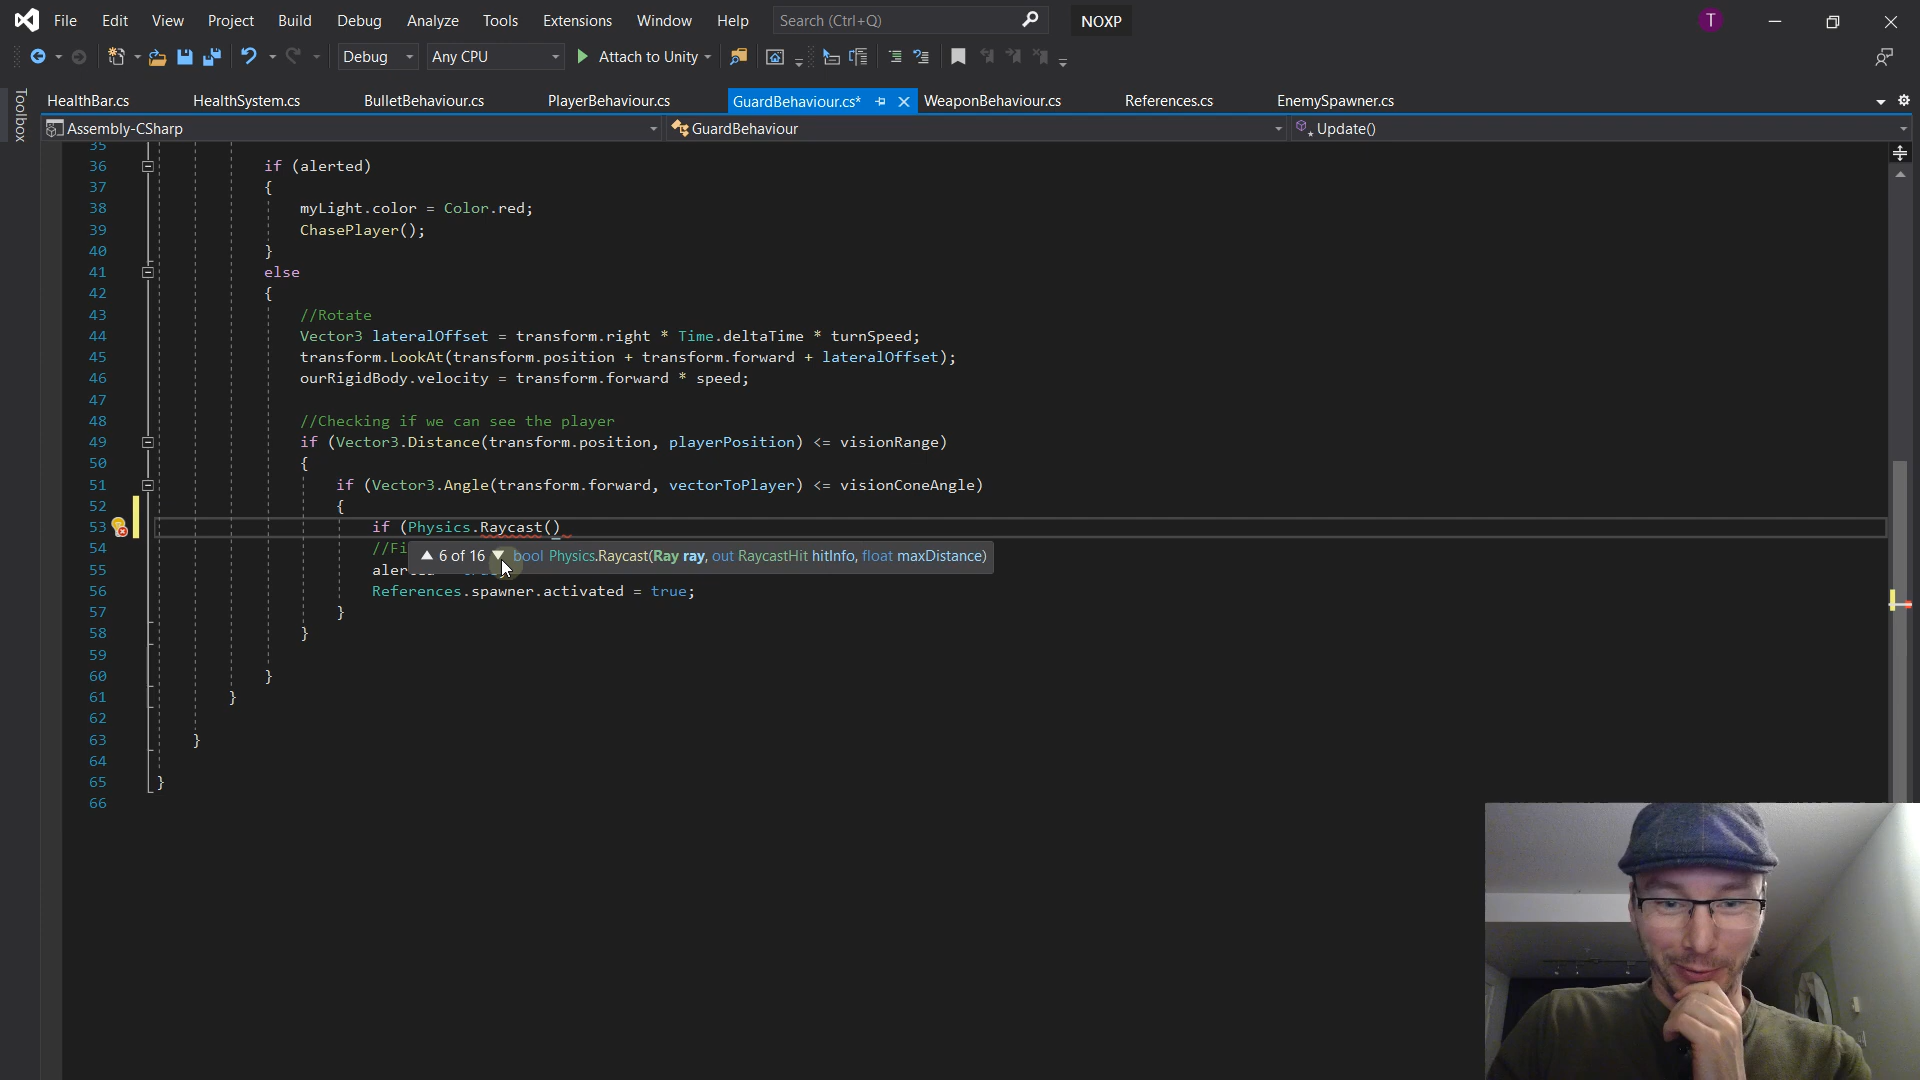 File Edit View Project Build Debug Analyze Tools Extensions Window Help Search (Ctrl+Q) NOXP T
Debug Any CPU Attach to Unity
Toolbox
HealthBar.cs HealthSystem.cs BulletBehaviour.cs PlayerBehaviour.cs GuardBehaviour.cs* WeaponBehaviour.cs References.cs EnemySpawner.cs
Assembly-CSharp GuardBehaviour Update()
35
36 if (alerted)
37 {
38 myLight.color = Color.red;
39 ChasePlayer();
40 }
41 else
42 {
43 //Rotate
44 Vector3 lateralOffset = transform.right * Time.deltaTime * turnSpeed;
45 transform.LookAt(transform.position + transform.forward + lateralOffset);
46 ourRigidBody.velocity = transform.forward * speed;
47
48 //Checking if we can see the player
49 if (Vector3.Distance(transform.position, playerPosition) <= visionRange)
50 {
51 if (Vector3.Angle(transform.forward, vectorToPlayer) <= visionConeAngle)
52 {
53 if (Physics.Raycast()
54 //Fi
6 of 16 bool Physics.Raycast(Ray ray, out RaycastHit hitInfo, float maxDistance)
55
56 References.spawner.activated = true;
57 }
58 }
59
60 }
61 }
62
63 }
64
65 }
66